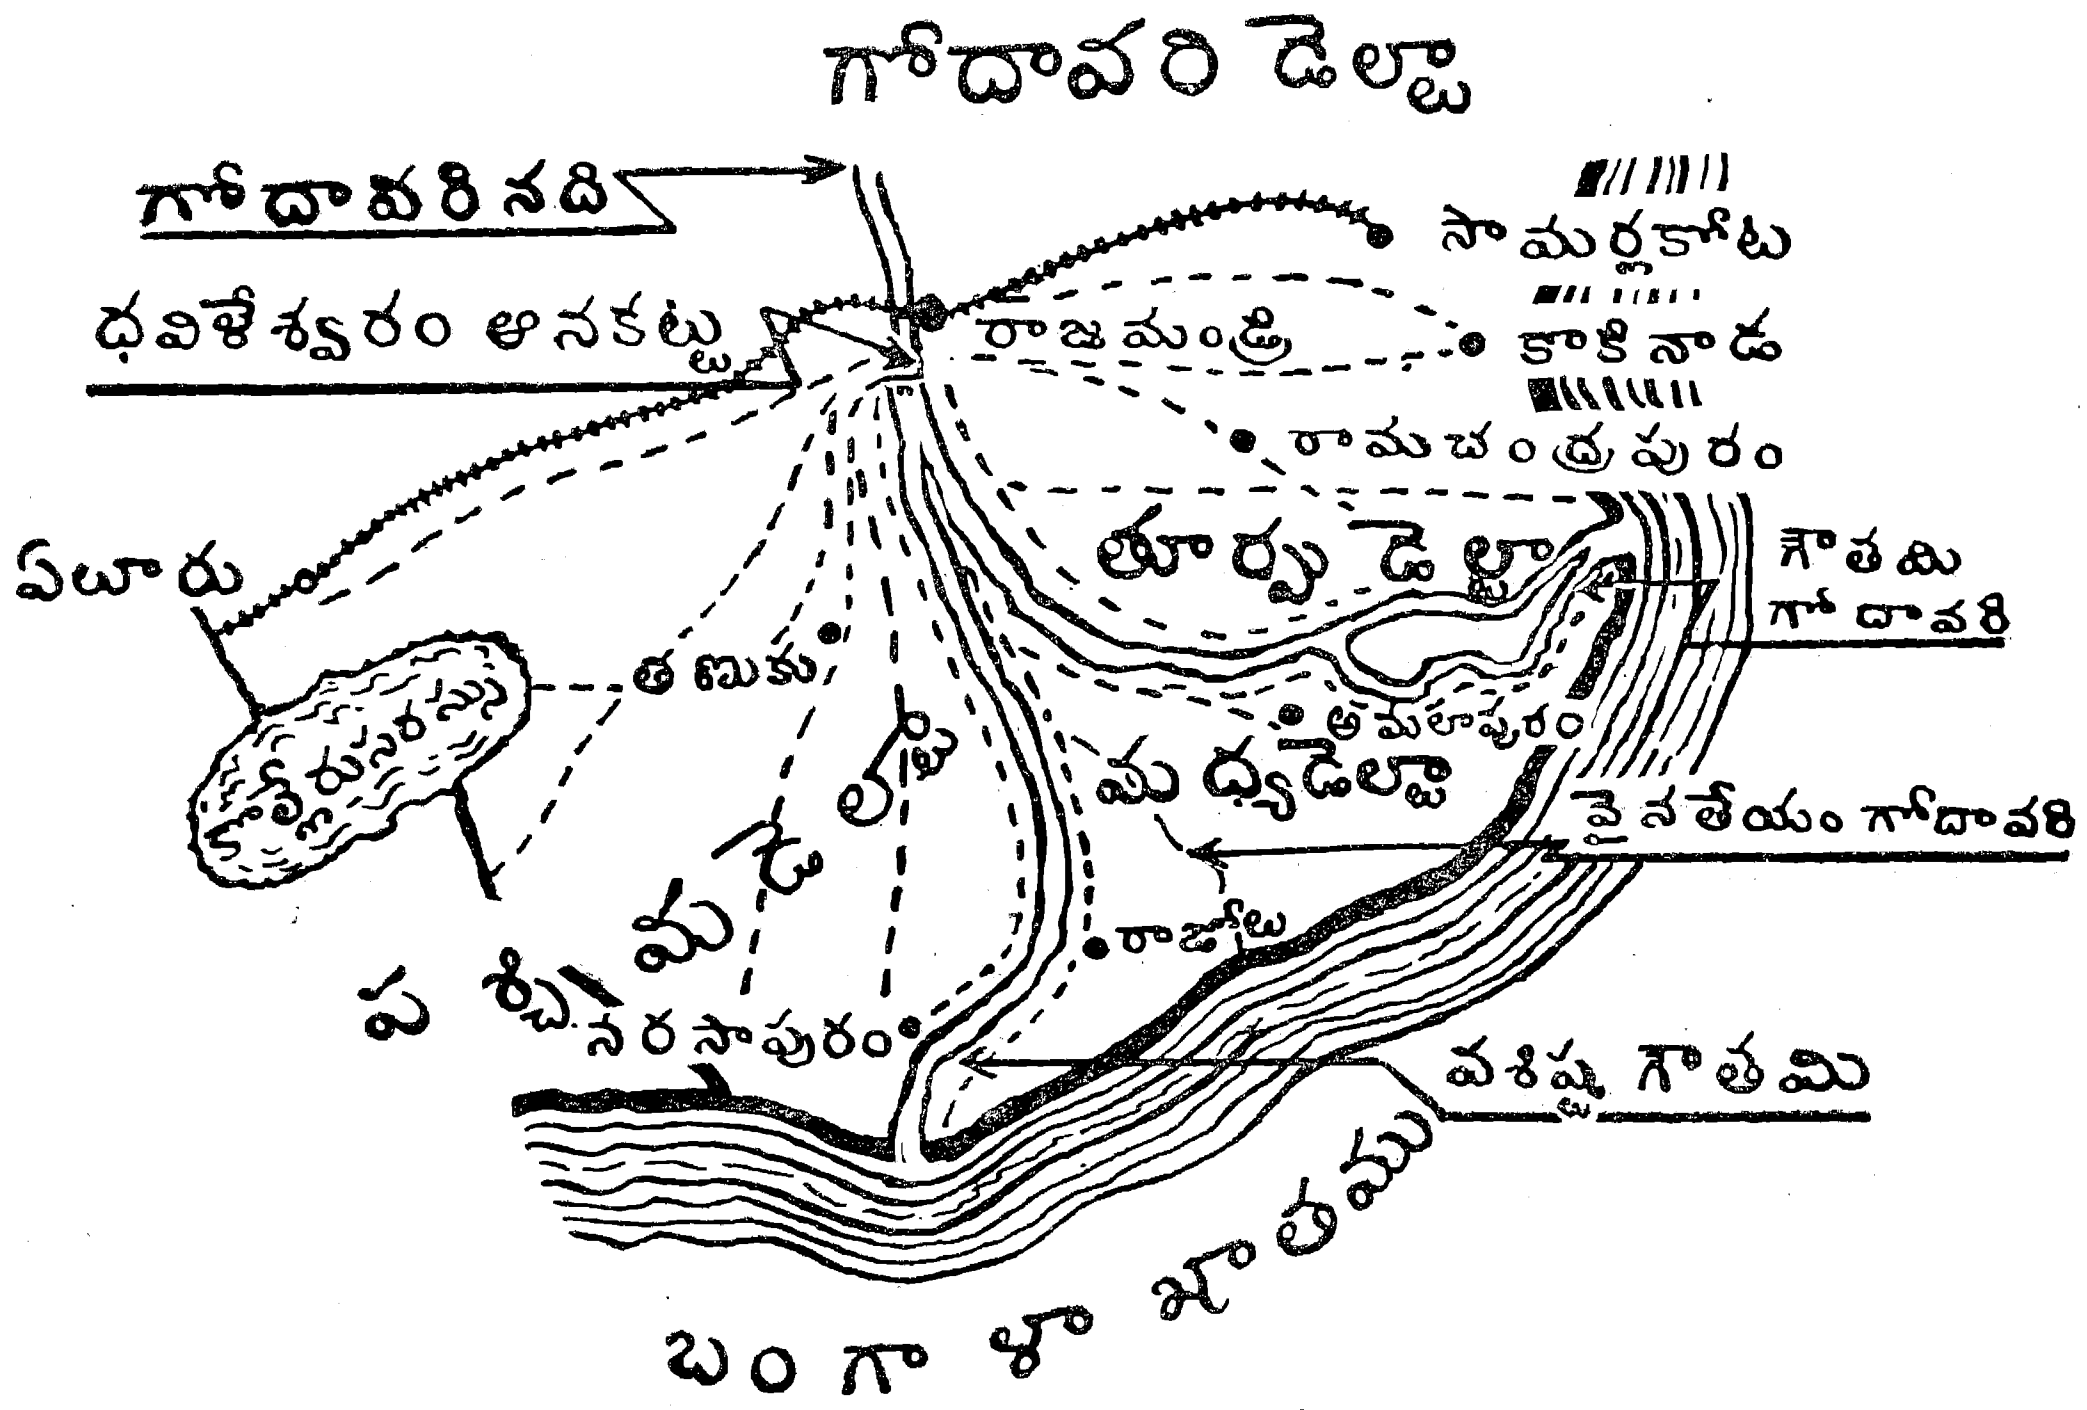 గోదావరి డెల్టా
గోదావరి నది
సామర్లకోట
ధవిళేశ్వరం ఆనకట్టు
రాజమండ్రి
కాకినాడ
రామచంద్రపురం
ఏలూరు
తూర్పు డెల్టా
గౌతమి
గోదావరి
తణుకు
కొల్లేరు సరస్సు
అమలాపురం
మధ్యడెల్టా
వైనతేయం గోదావరి
పశ్చిమ డెల్టా
రాజోలు
నరసాపురం
వశిష్ట గౌతమి
బంగాళాఖాతము